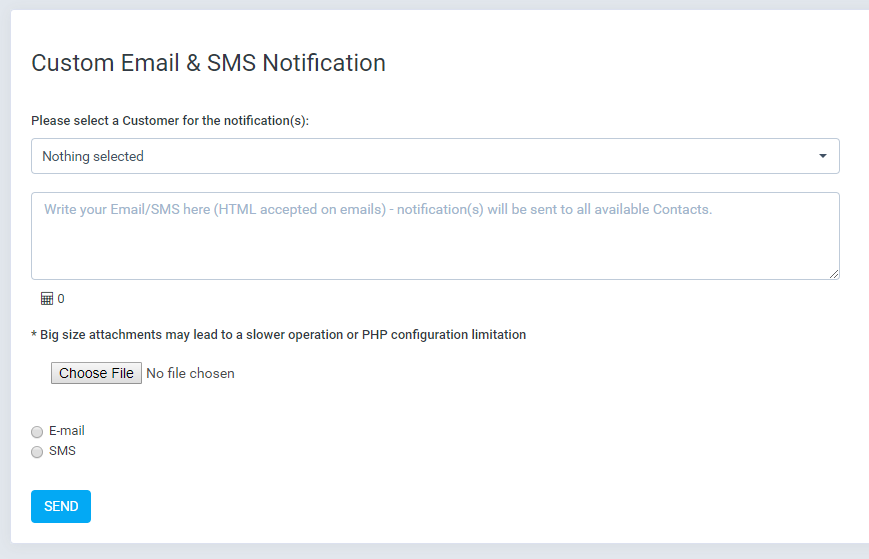 Custom Email & SMS Notification
Please select a Customer for the notification(s):
Nothing selected
Write your Email/SMS here (HTML accepted on emails) - notification(s) will be sent to all available Contacts.
0
* Big size attachments may lead to a slower operation or PHP configuration limitation
Choose File No file chosen
E-mail
SMS
SEND